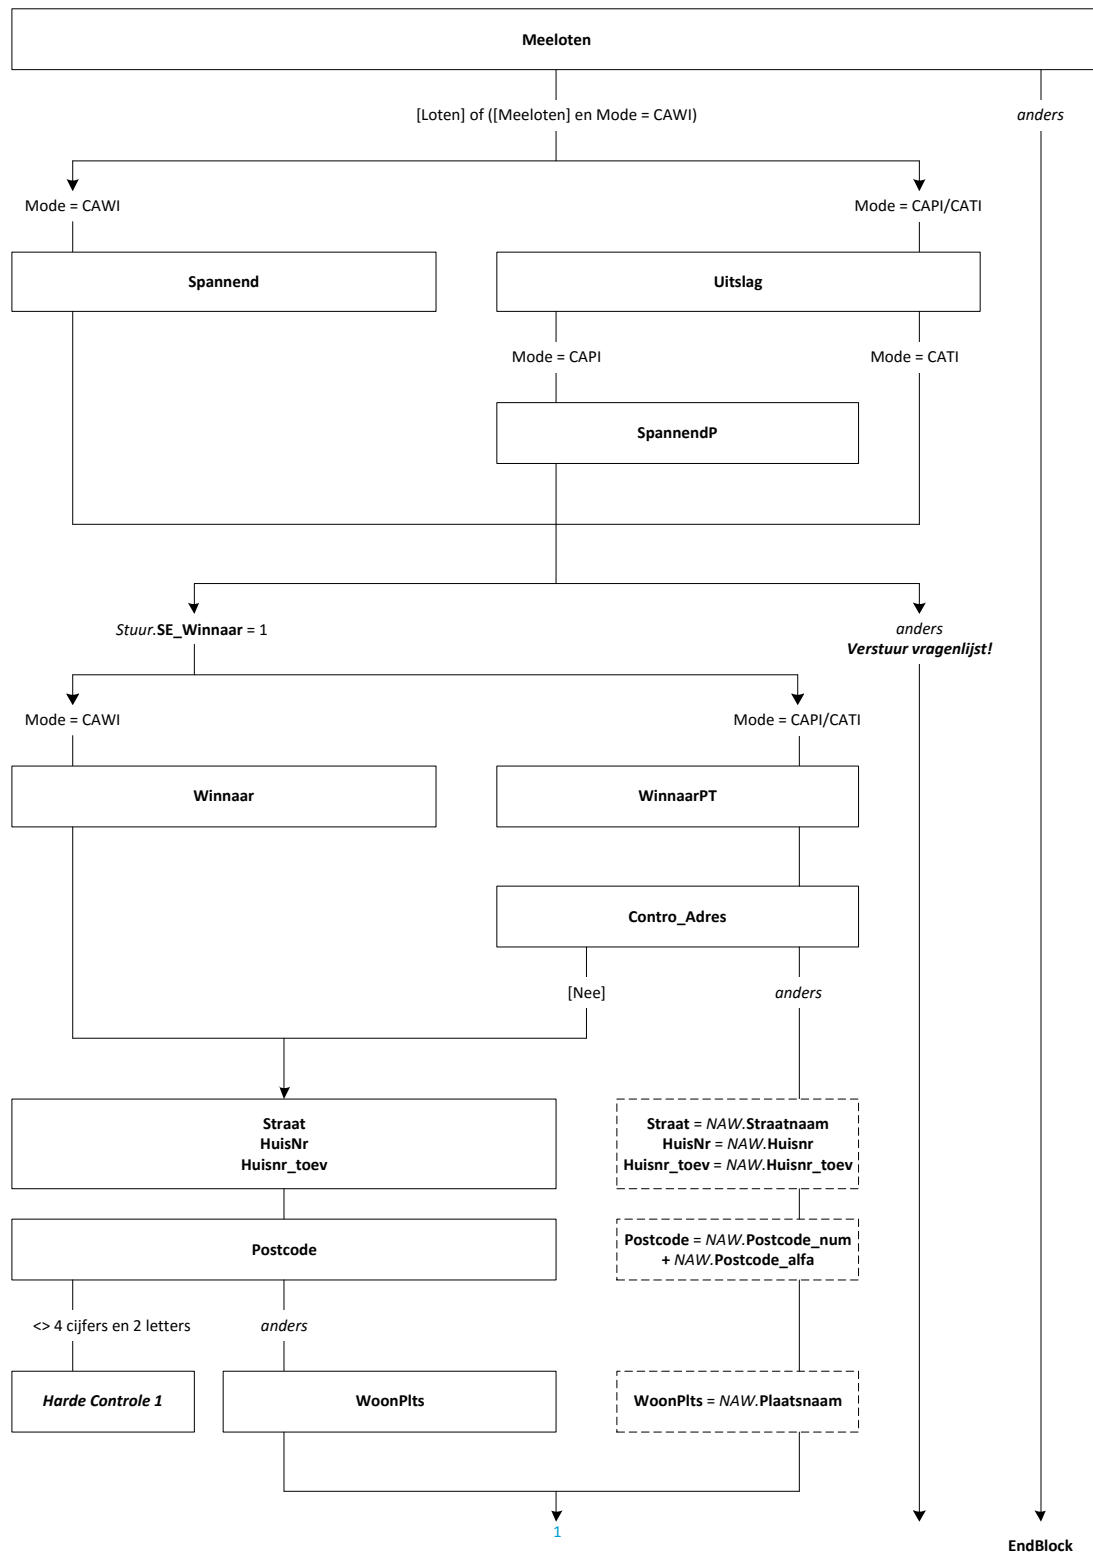 Meeloten
[Loten] of ([Meeloten] en Mode = CAWI)
anders
Mode = CAWI
Mode = CAPI/CATI
Spannend
Uitslag
Mode = CAPI
Mode = CATI
SpannendP
Stuur.SE_Winnaar = 1
anders
Verstuur vragenlijst!
Mode = CAWI
Mode = CAPI/CATI
Winnaar
WinnaarPT
Contro_Adres
[Nee]
anders
Straat
HuisNr
Huisnr_toev
Straat = NAW.Straatnaam
HuisNr = NAW.Huisnr
Huisnr_toev = NAW.Huisnr_toev
Postcode
Postcode = NAW.Postcode_num
+ NAW.Postcode_alfa
<> 4 cijfers en 2 letters
anders
Harde Controle 1
WoonPlts
WoonPlts = NAW.Plaatsnaam
1
EndBlock